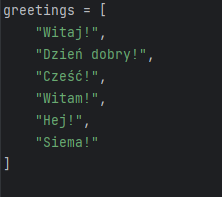 greetings = [
    "Witaj!",
    "Dzień dobry!",
    "Cześć!",
    "Witam!",
    "Hej!",
    "Siema!"
]